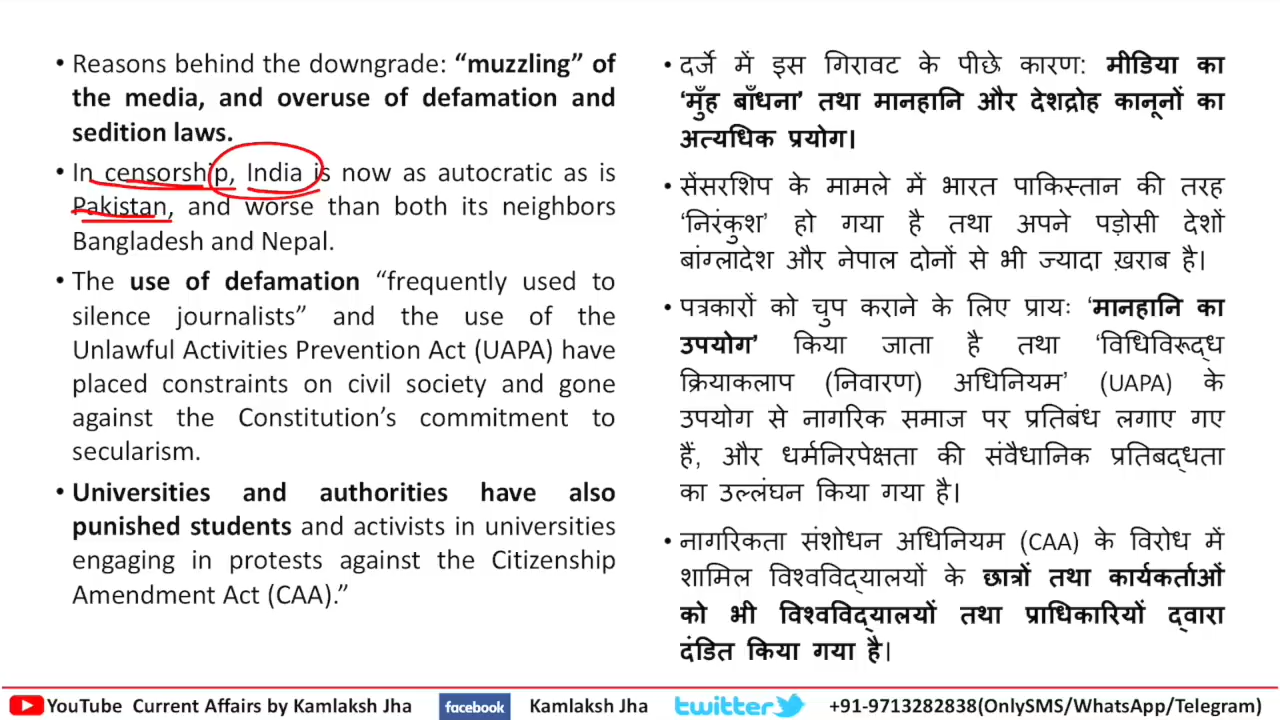 • Reasons behind the downgrade: “muzzling” of
the media, and overuse of defamation and
sedition laws.
• In censorship, India is now as autocratic as is
Pakistan, and worse than both its neighbors
Bangladesh and Nepal.
• The use of defamation “frequently used to
silence journalists” and the use of the
Unlawful Activities Prevention Act (UAPA) have
placed constraints on civil society and gone
against the Constitution’s commitment to
secularism.
• Universities and authorities have also
punished students and activists in universities
engaging in protests against the Citizenship
Amendment Act (CAA).”
• दर्जे में इस गिरावट के पीछे कारण: मीडिया का
‘मुँह बाँधना’ तथा मानहानि और देशद्रोह कानूनों का
अत्यधिक प्रयोग।
• सेंसरशिप के मामले में भारत पाकिस्तान की तरह
‘निरंकुश’ हो गया है तथा अपने पड़ोसी देशों
बांग्लादेश और नेपाल दोनों से भी ज्यादा ख़राब है।
• पत्रकारों को चुप कराने के लिए प्रायः ‘मानहानि का
उपयोग’ किया जाता है तथा ‘विधिविरूद्ध
क्रियाकलाप (निवारण) अधिनियम’ (UAPA) के
उपयोग से नागरिक समाज पर प्रतिबंध लगाए गए
हैं, और धर्मनिरपेक्षता की संवैधानिक प्रतिबद्धता
का उल्लंघन किया गया है।
• नागरिकता संशोधन अधिनियम (CAA) के विरोध में
शामिल विश्वविद्यालयों के छात्रों तथा कार्यकर्ताओं
को भी विश्वविद्यालयों तथा प्राधिकारियों द्वारा
दंडित किया गया है।
YouTube Current Affairs by Kamlaksh Jha facebook Kamlaksh Jha twitter +91-9713282838(OnlySMS/WhatsApp/Telegram)